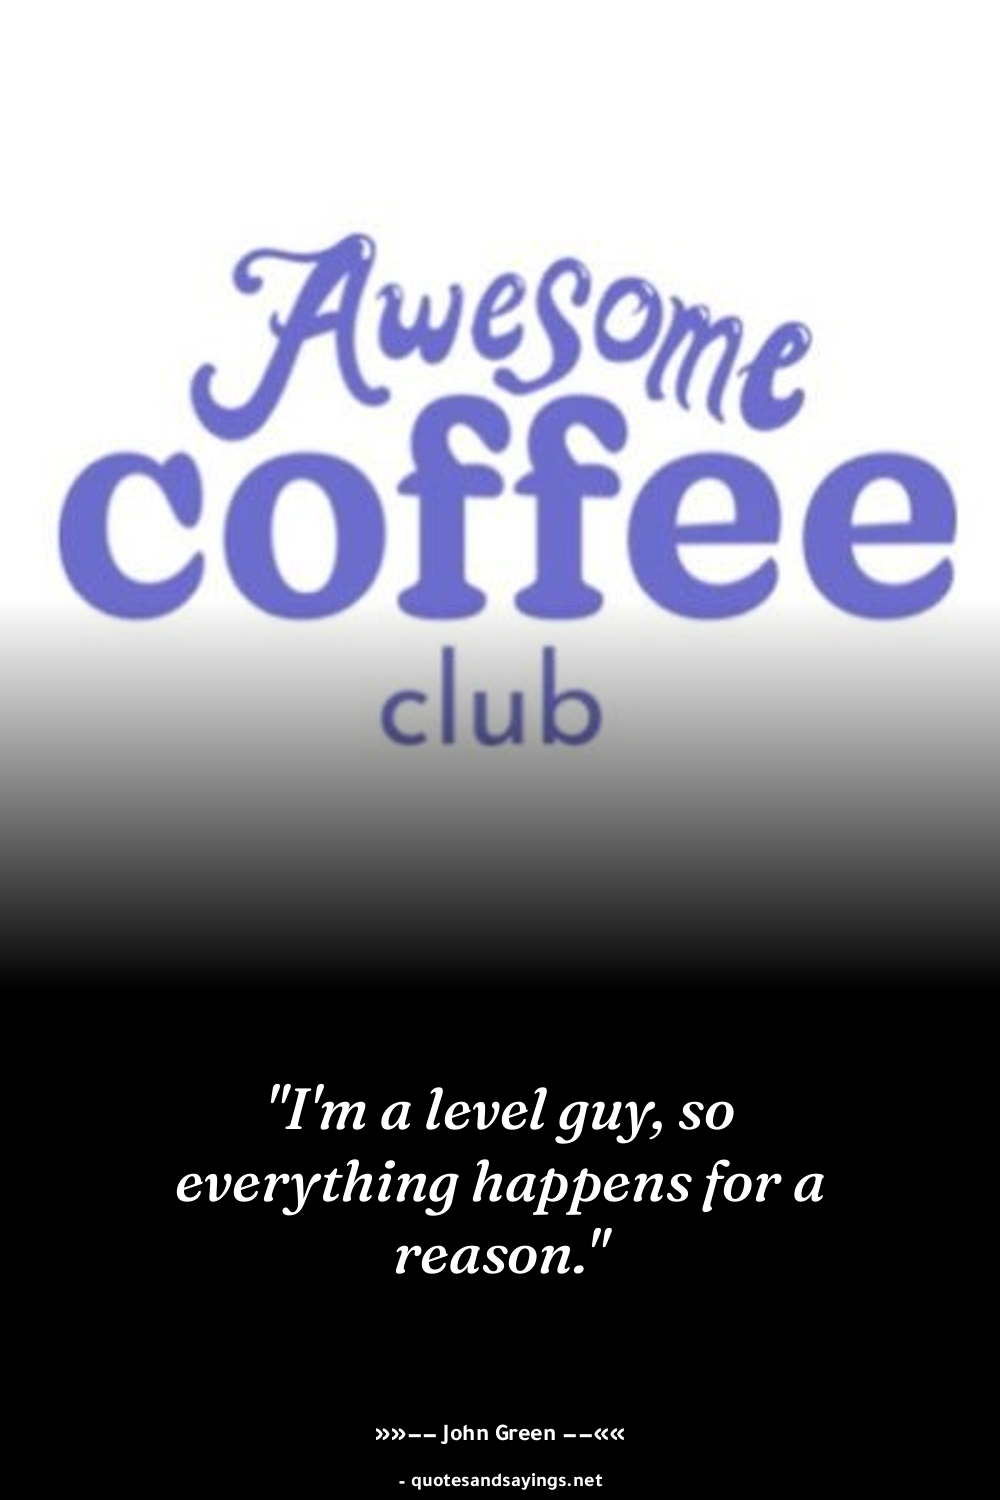 Awesome
coffee
club
"I'm a level guy, so
everything happens for a
reason."
»»−− John Green −−««
- quotesandsayings.net